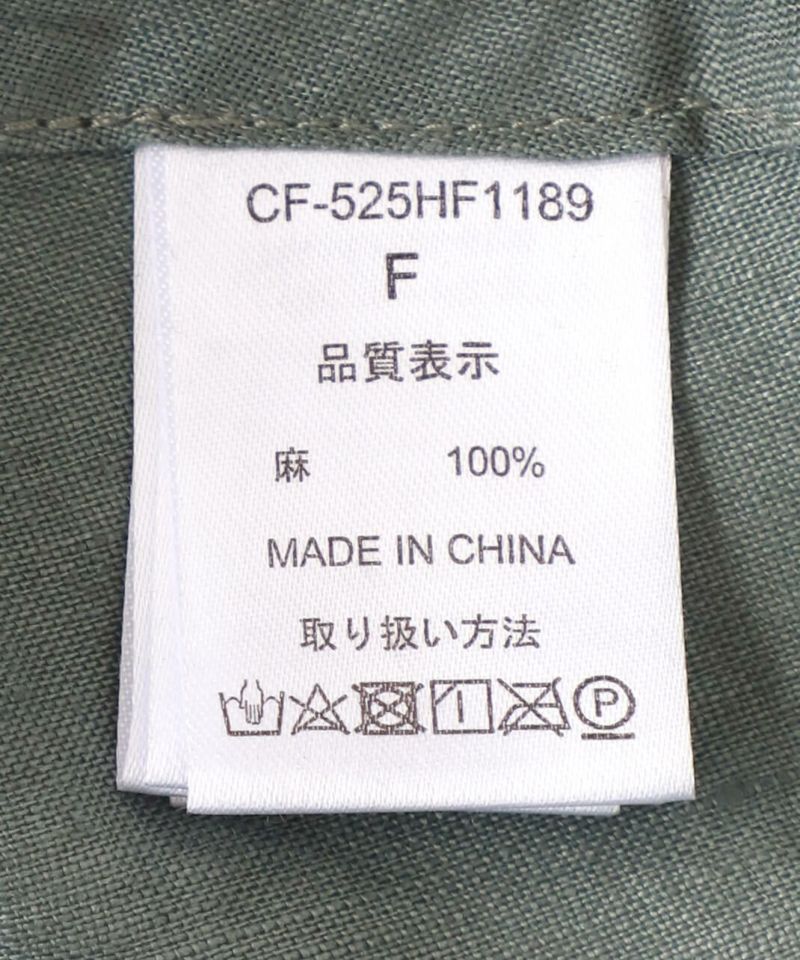 CF-525HF1189
F
品質表示
麻 100%
MADE IN CHINA
取り扱い方法
P